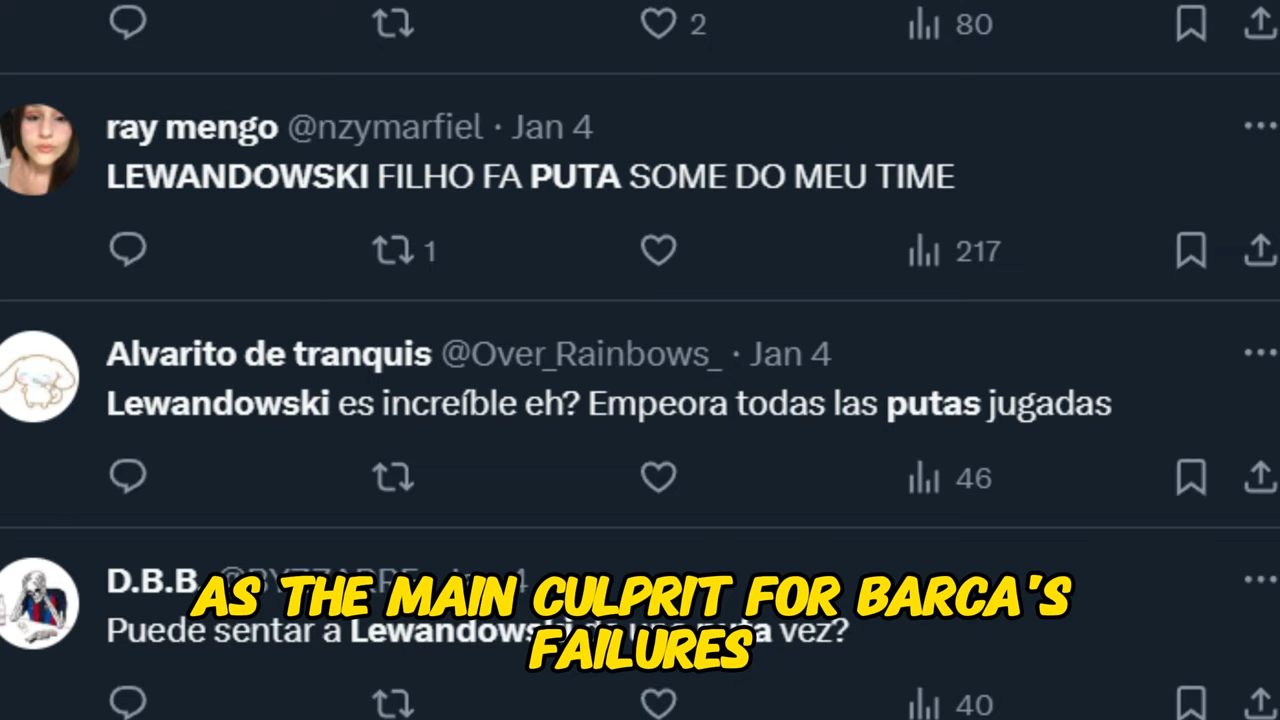 2 80
ray mengo @nzymarfiel · Jan 4
LEWANDOWSKI FILHO FA PUTA SOME DO MEU TIME
1 217
Alvarito de tranquis @Over_Rainbows_ · Jan 4
Lewandowski es increíble eh? Empeora todas las putas jugadas
46
D.B.B. 4
AS THE MAIN CULPRIT FOR BARCA'S
Puede sentar a Lewandowski vez?
FAILURES
40